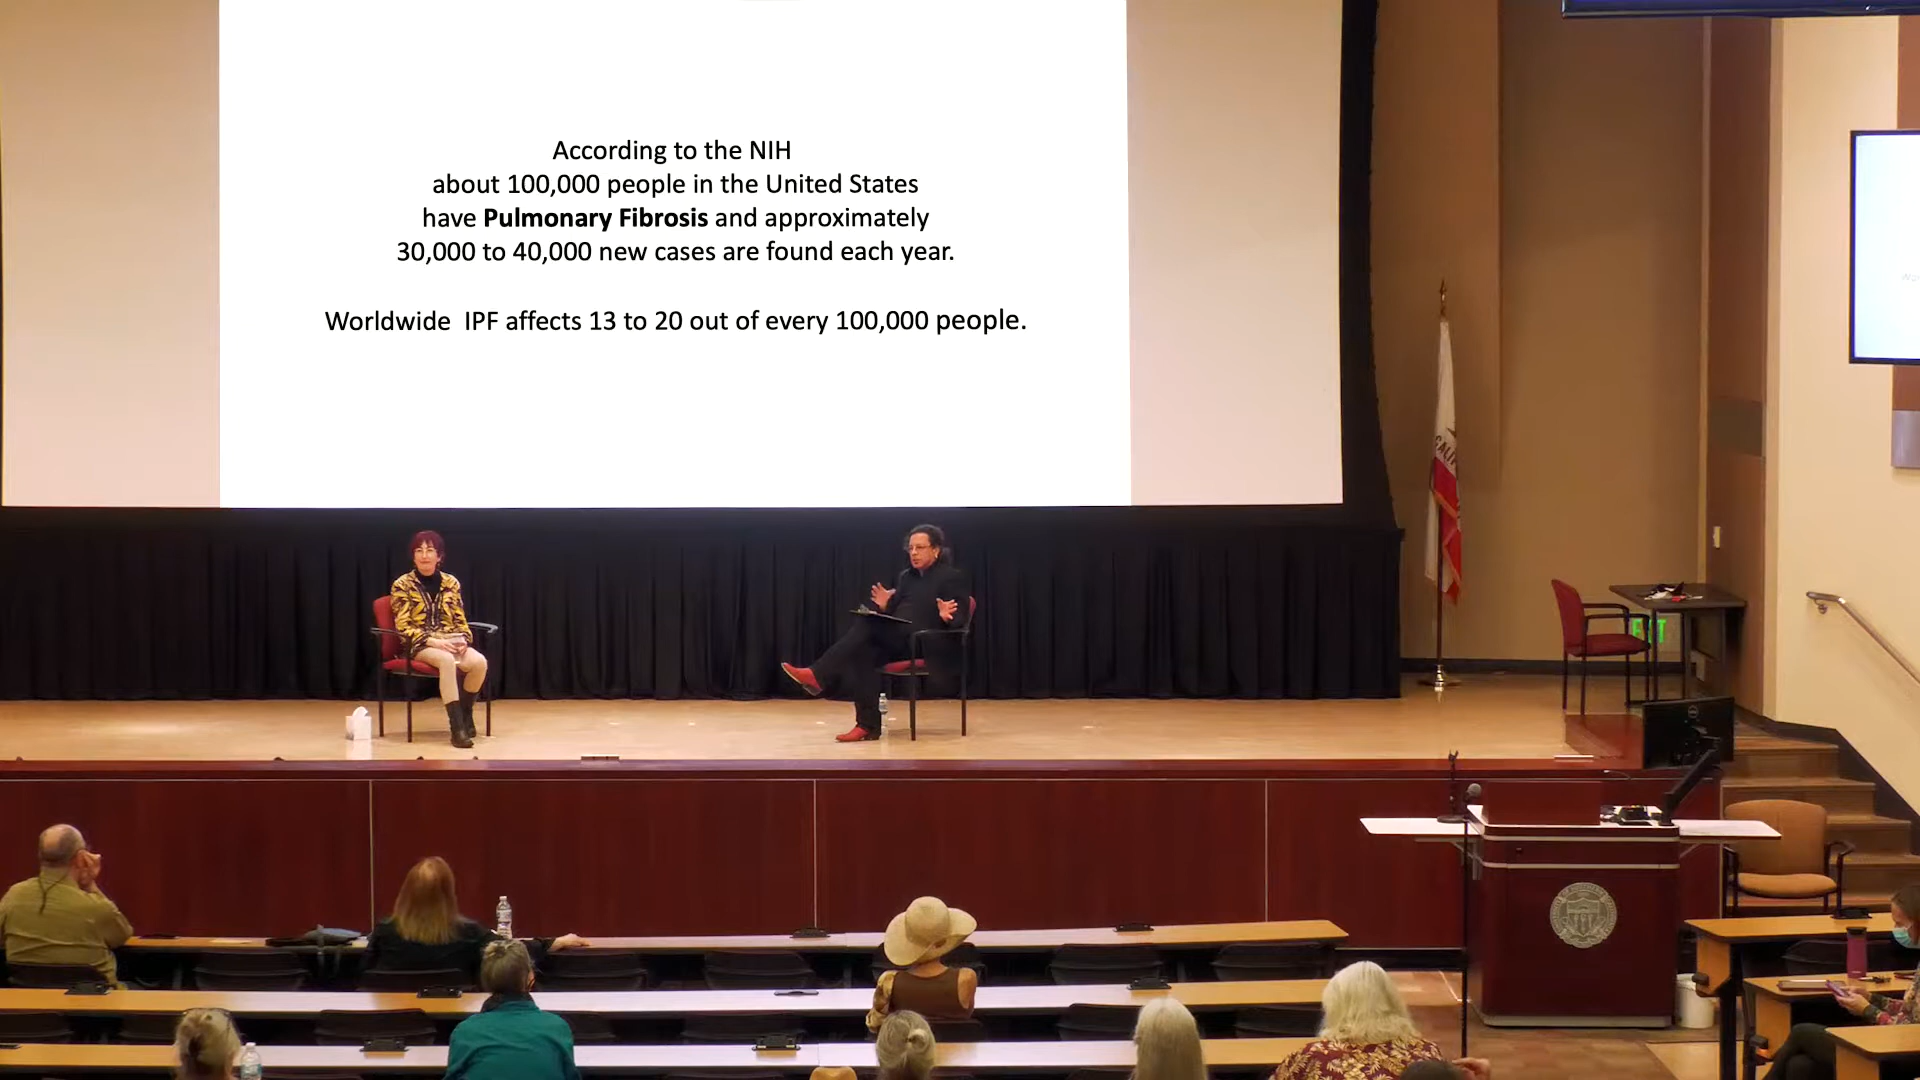 According to the NIH
about 100,000 people in the United States
have Pulmonary Fibrosis and approximately
30,000 to 40,000 new cases are found each year.
Worldwide IPF affects 13 to 20 out of every 100,000 people.